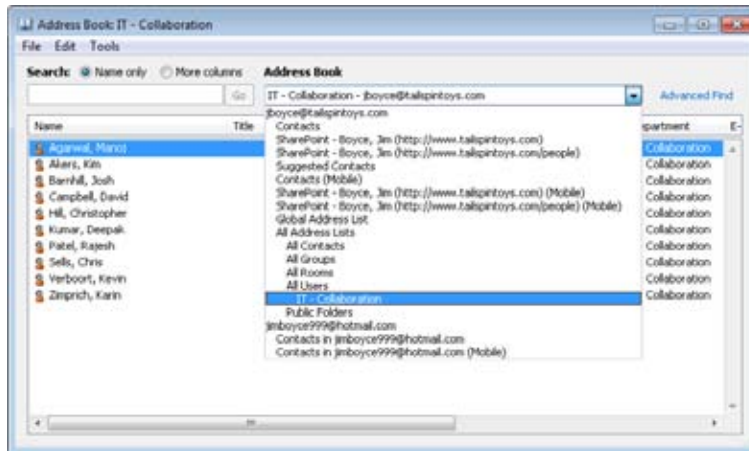 Address Book: IT - Collaboration
File Edit Tools
Search: Name only More columns Address Book
Go IT - Collaboration - jboyce@tailspintoys.com Advanced Find
Name Title partment E-
jboyce@tailspintoys.com
Contacts
SharePoint - Boyce, Jim (http://www.tailspintoys.com)
SharePoint - Boyce, Jim (http://www.tailspintoys.com/people)
Suggested Contacts
Contacts (Mobile)
SharePoint - Boyce, Jim (http://www.tailspintoys.com) (Mobile)
SharePoint - Boyce, Jim (http://www.tailspintoys.com/people) (Mobile)
Global Address List
All Address Lists
All Contacts
All Groups
All Rooms
All Users
IT - Collaboration
Public Folders
jimboyce999@hotmail.com
Contacts in jimboyce999@hotmail.com
Contacts in jimboyce999@hotmail.com (Mobile)
Agarwal, Manoj Collaboration
Akers, Kim Collaboration
Barnhill, Josh Collaboration
Campbell, David Collaboration
Hill, Christopher Collaboration
Kumar, Deepak Collaboration
Patel, Rajesh Collaboration
Sells, Chris Collaboration
Verboort, Kevin Collaboration
Zimprich, Karin Collaboration